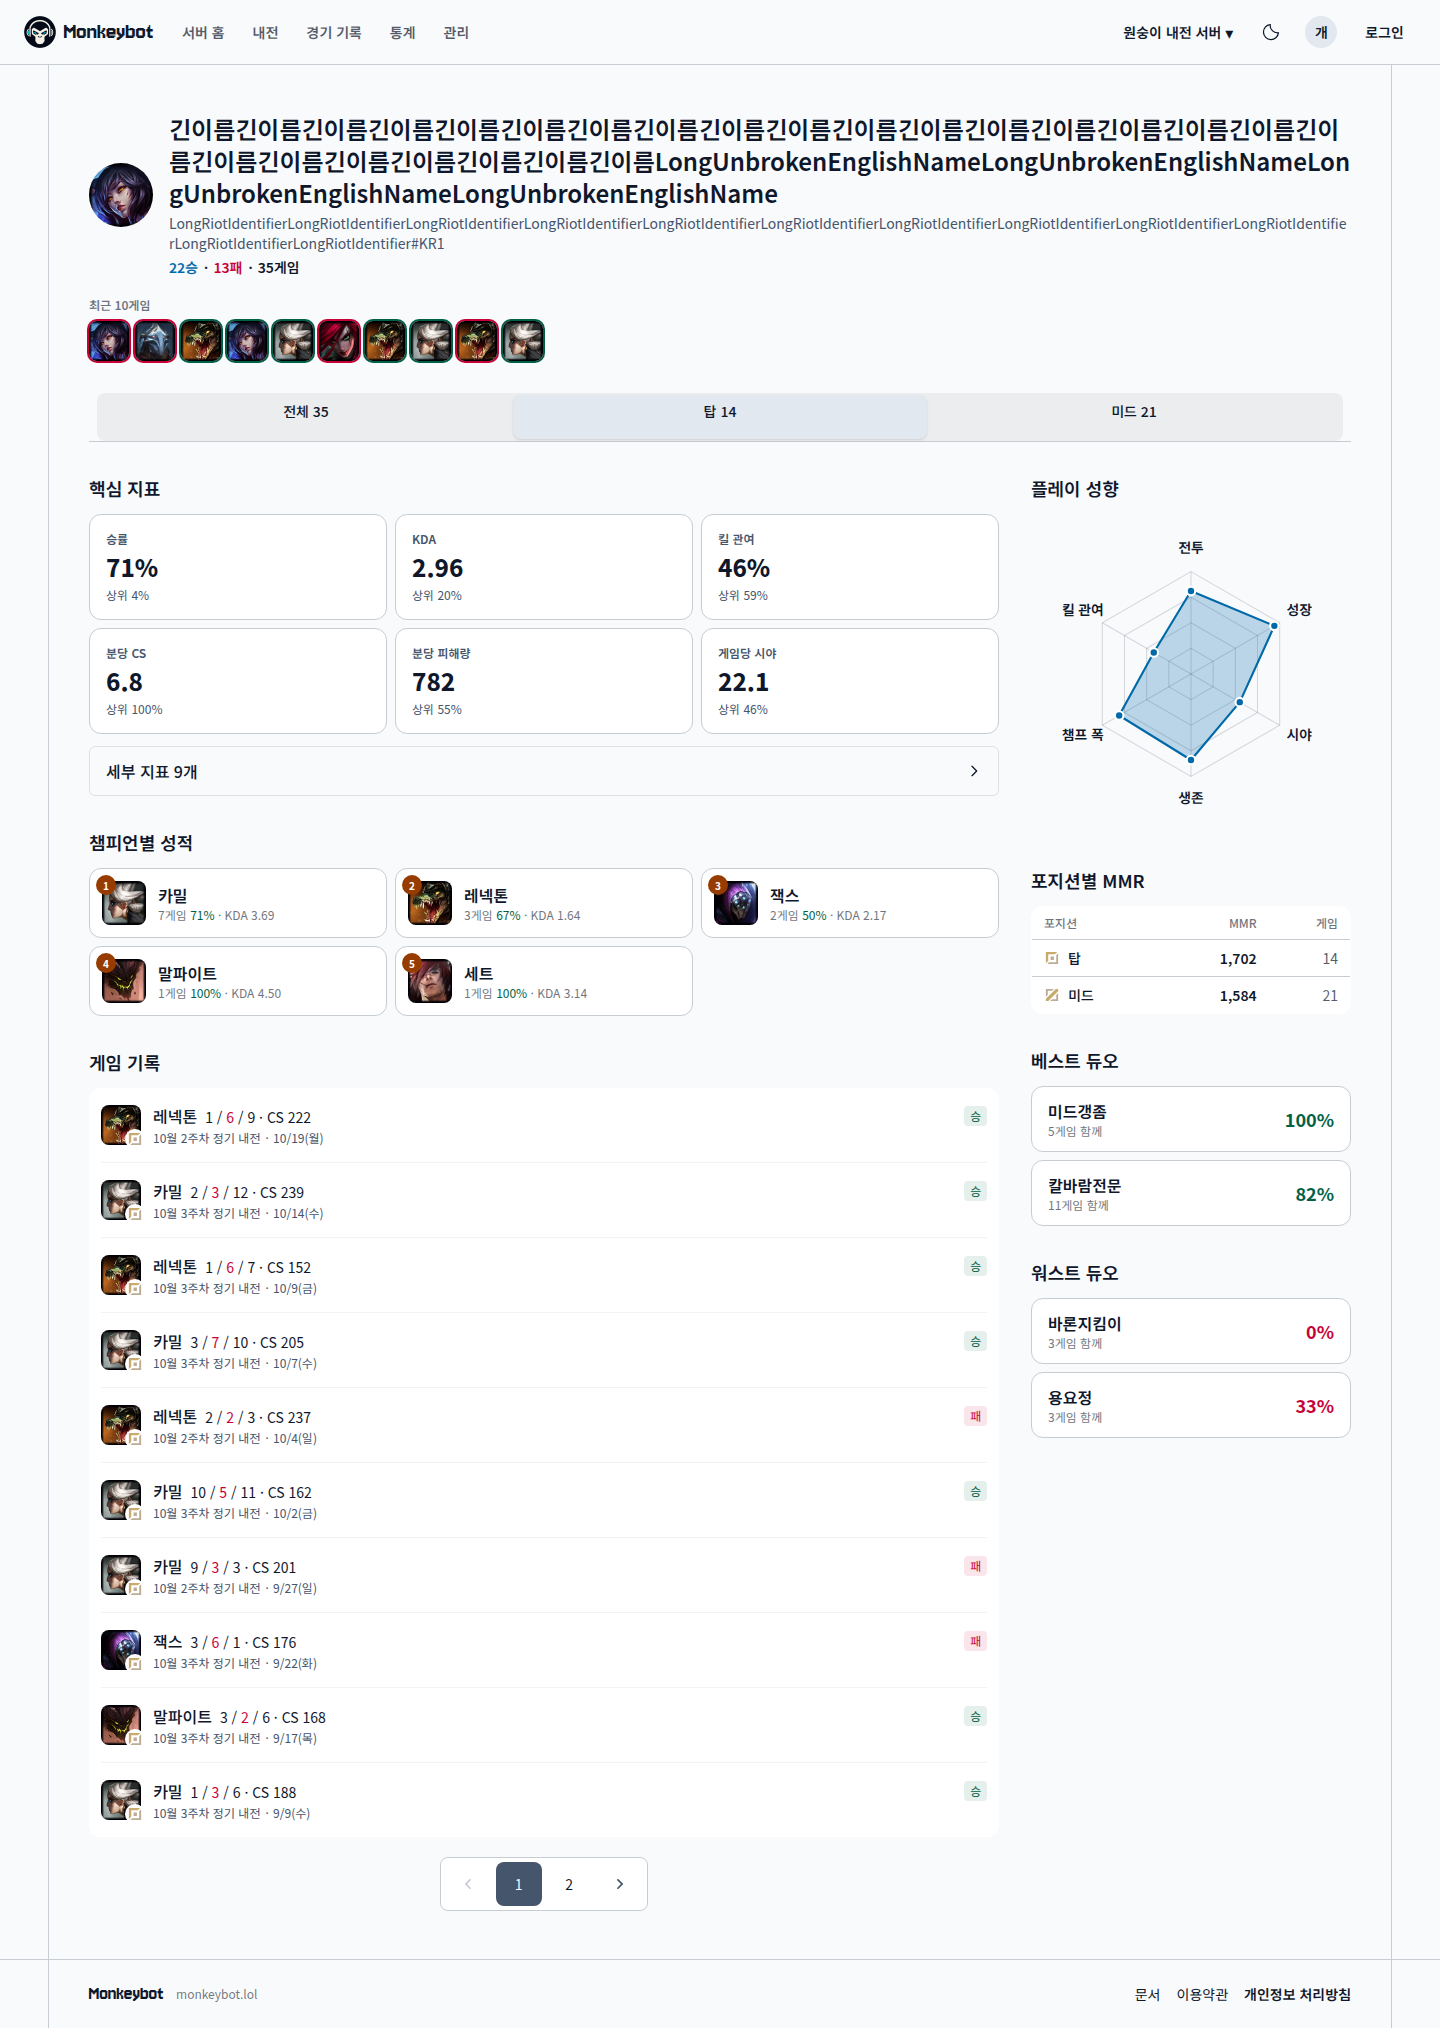 Monkeybot 서버 홈 내전 경기 기록 통계 관리 원숭이 내전 서버 ▾ 개 로그인
긴이름긴이름긴이름긴이름긴이름긴이름긴이름긴이름긴이름긴이름긴이름긴이름긴이름긴이름긴이름긴이름긴이름긴이
름긴이름긴이름긴이름긴이름긴이름긴이름긴이름LongUnbrokenEnglishNameLongUnbrokenEnglishNameLon
gUnbrokenEnglishNameLongUnbrokenEnglishName
LongRiotIdentifierLongRiotIdentifierLongRiotIdentifierLongRiotIdentifierLongRiotIdentifierLongRiotIdentifierLongRiotIdentifierLongRiotIdentifierLongRiotIdentifierLongRiotIdentifie
rLongRiotIdentifierLongRiotIdentifier#KR1
22승 · 13패 · 35게임
최근 10게임
전체 35 탑 14 미드 21
핵심 지표
승률
71%
상위 4%
KDA
2.96
상위 20%
킬 관여
46%
상위 59%
분당 CS
6.8
상위 100%
분당 피해량
782
상위 55%
게임당 시야
22.1
상위 46%
세부 지표 9개
플레이 성향
전투
킬 관여
성장
챔프 폭
시야
생존
챔피언별 성적
1
카밀
7게임 71% · KDA 3.69
2
레넥톤
3게임 67% · KDA 1.64
3
잭스
2게임 50% · KDA 2.17
4
말파이트
1게임 100% · KDA 4.50
5
세트
1게임 100% · KDA 3.14
포지션별 MMR
포지션 MMR 게임
탑 1,702 14
미드 1,584 21
게임 기록
레넥톤 1 / 6 / 9 · CS 222 승
10월 2주차 정기 내전 · 10/19(월)
카밀 2 / 3 / 12 · CS 239 승
10월 3주차 정기 내전 · 10/14(수)
레넥톤 1 / 6 / 7 · CS 152 승
10월 3주차 정기 내전 · 10/9(금)
카밀 3 / 7 / 10 · CS 205 승
10월 3주차 정기 내전 · 10/7(수)
레넥톤 2 / 2 / 3 · CS 237 패
10월 2주차 정기 내전 · 10/4(일)
카밀 10 / 5 / 11 · CS 162 승
10월 3주차 정기 내전 · 10/2(금)
카밀 9 / 3 / 3 · CS 201 패
10월 2주차 정기 내전 · 9/27(일)
잭스 3 / 6 / 1 · CS 176 패
10월 3주차 정기 내전 · 9/22(화)
말파이트 3 / 2 / 6 · CS 168 승
10월 3주차 정기 내전 · 9/17(목)
카밀 1 / 3 / 6 · CS 188 승
10월 3주차 정기 내전 · 9/9(수)
베스트 듀오
미드갱좀 100%
5게임 함께
칼바람전문 82%
11게임 함께
워스트 듀오
바론지킴이 0%
3게임 함께
용요정 33%
3게임 함께
1 2
Monkeybot monkeybot.lol 문서 이용약관 개인정보 처리방침